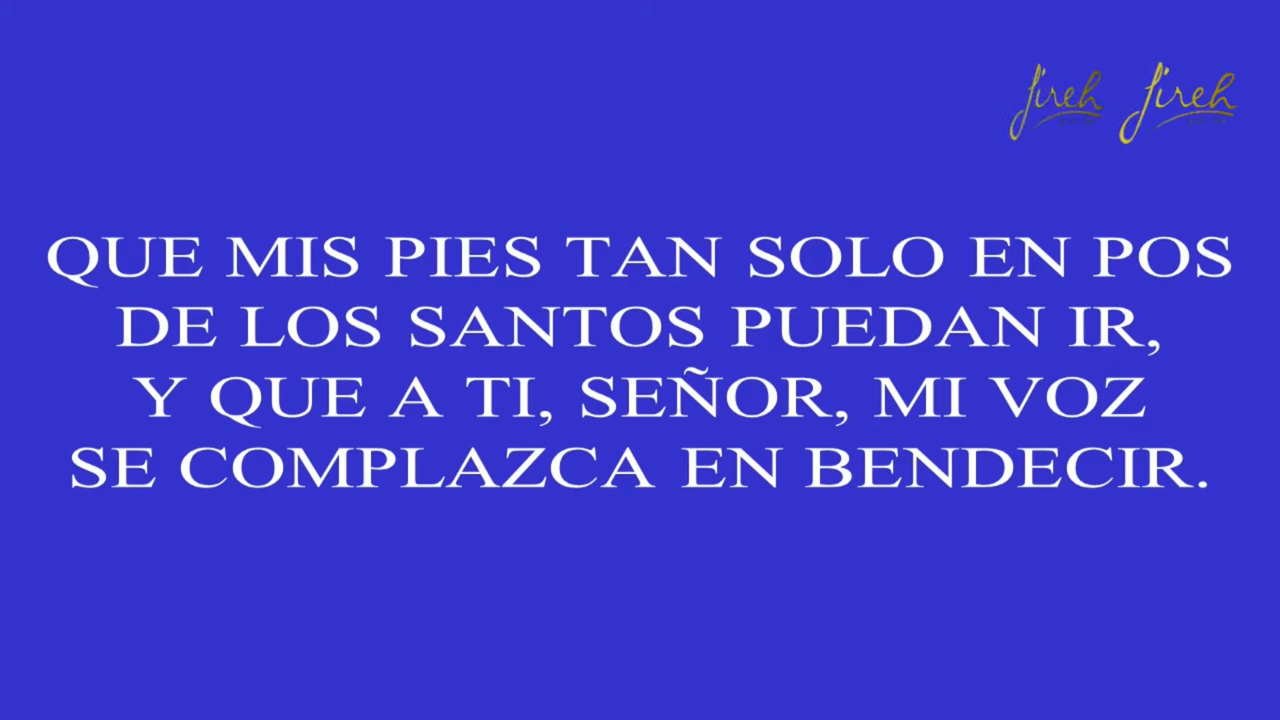 Jireh Jireh
QUE MIS PIES TAN SOLO EN POS
DE LOS SANTOS PUEDAN IR,
Y QUE A TI, SEÑOR, MI VOZ
SE COMPLAZCA EN BENDECIR.